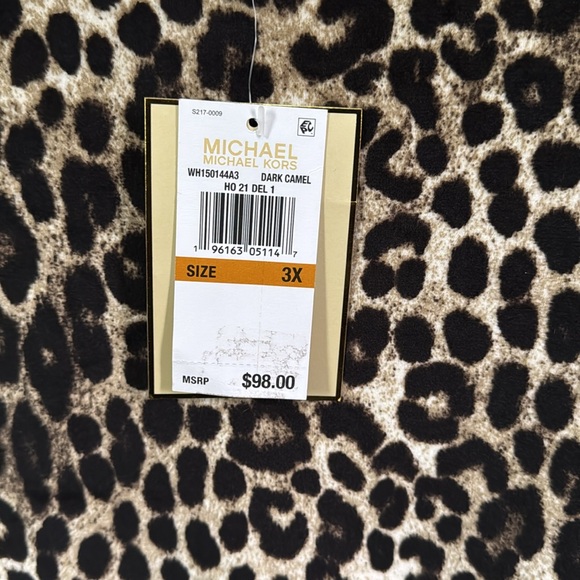 S217-0009
MICHAEL
MICHAEL KORS
WH150144A3 DARK CAMEL
HO 21 DEL 1
1 96163 05114 7
SIZE 3X
MSRP $98.00